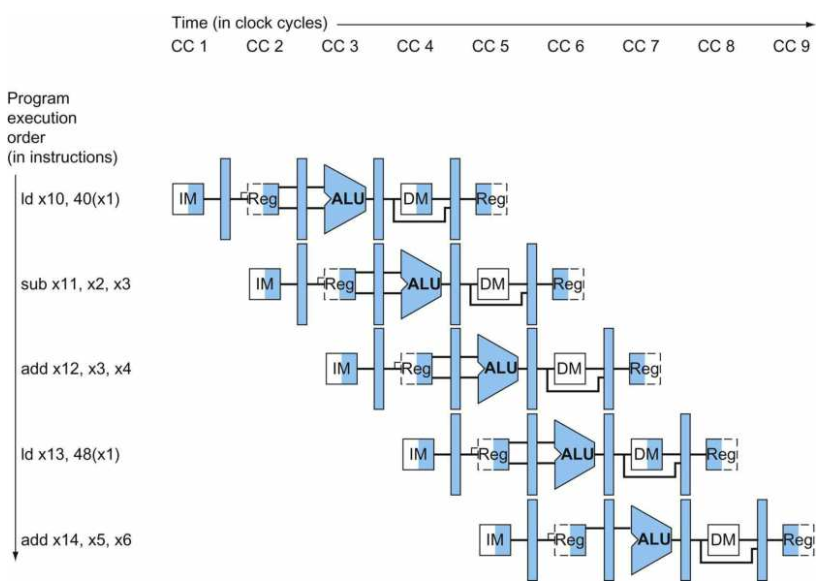 Time (in clock cycles)
CC 1 CC 2 CC 3 CC 4 CC 5 CC 6 CC 7 CC 8 CC 9
Program
execution
order
(in instructions)
ld x10, 40(x1) IM Reg ALU DM Reg
sub x11, x2, x3 IM Reg ALU DM Reg
add x12, x3, x4 IM Reg ALU DM Reg
ld x13, 48(x1) IM Reg ALU DM Reg
add x14, x5, x6 IM Reg ALU DM Reg